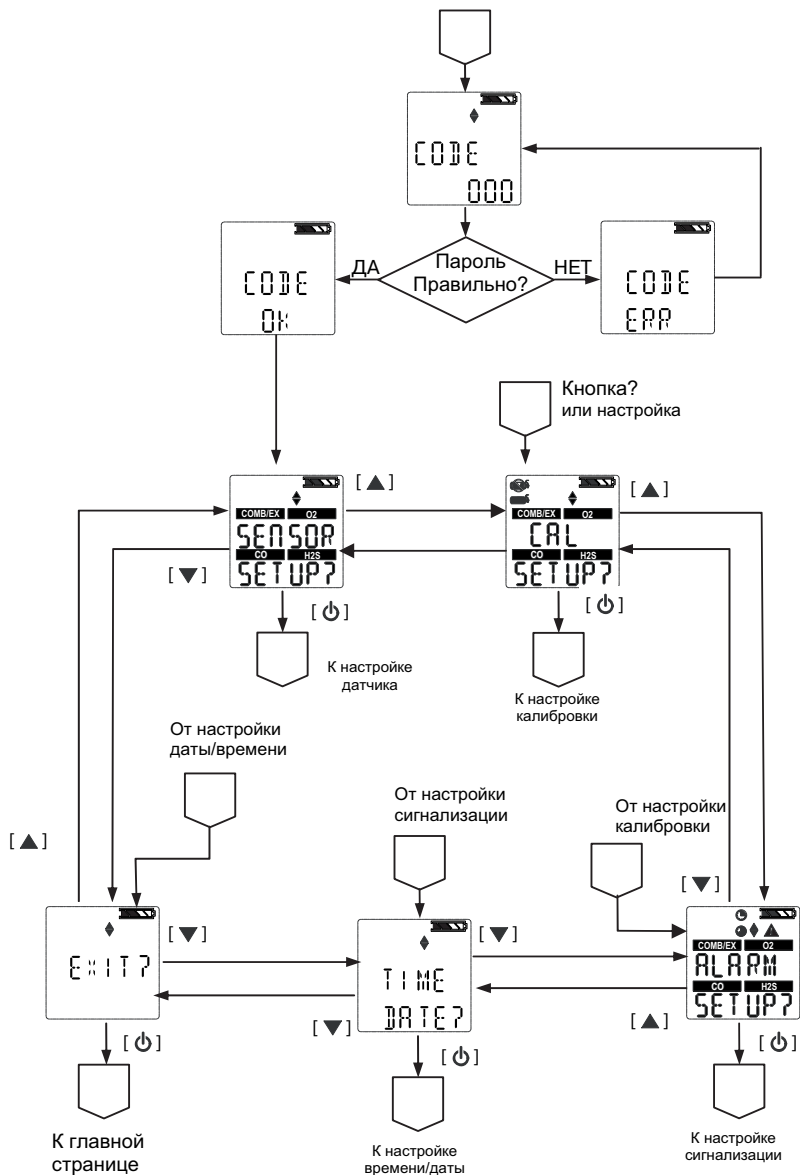 CODE
000
ДА
Пароль
Правильно?
НЕТ
CODE
OK
CODE
ERR
Кнопка?
или настройка
[▲]
COMB/EX O2
SENSOR
CO H2S
SETUP?
COMB/EX O2
CAL
CO H2S
SETUP?
[▲]
[▼]
[⏻]
[⏻]
К настройке
датчика
К настройке
калибровки
От настройки
даты/времени
От настройки
сигнализации
От настройки
калибровки
[▲]
[▼]
EXIT?
[▼]
TIME
DATE?
[▼]
COMB/EX O2
ALARM
CO H2S
SETUP?
[▼]
[▲]
[⏻]
[⏻]
[⏻]
К главной
странице
К настройке
времени/даты
К настройке
сигнализации